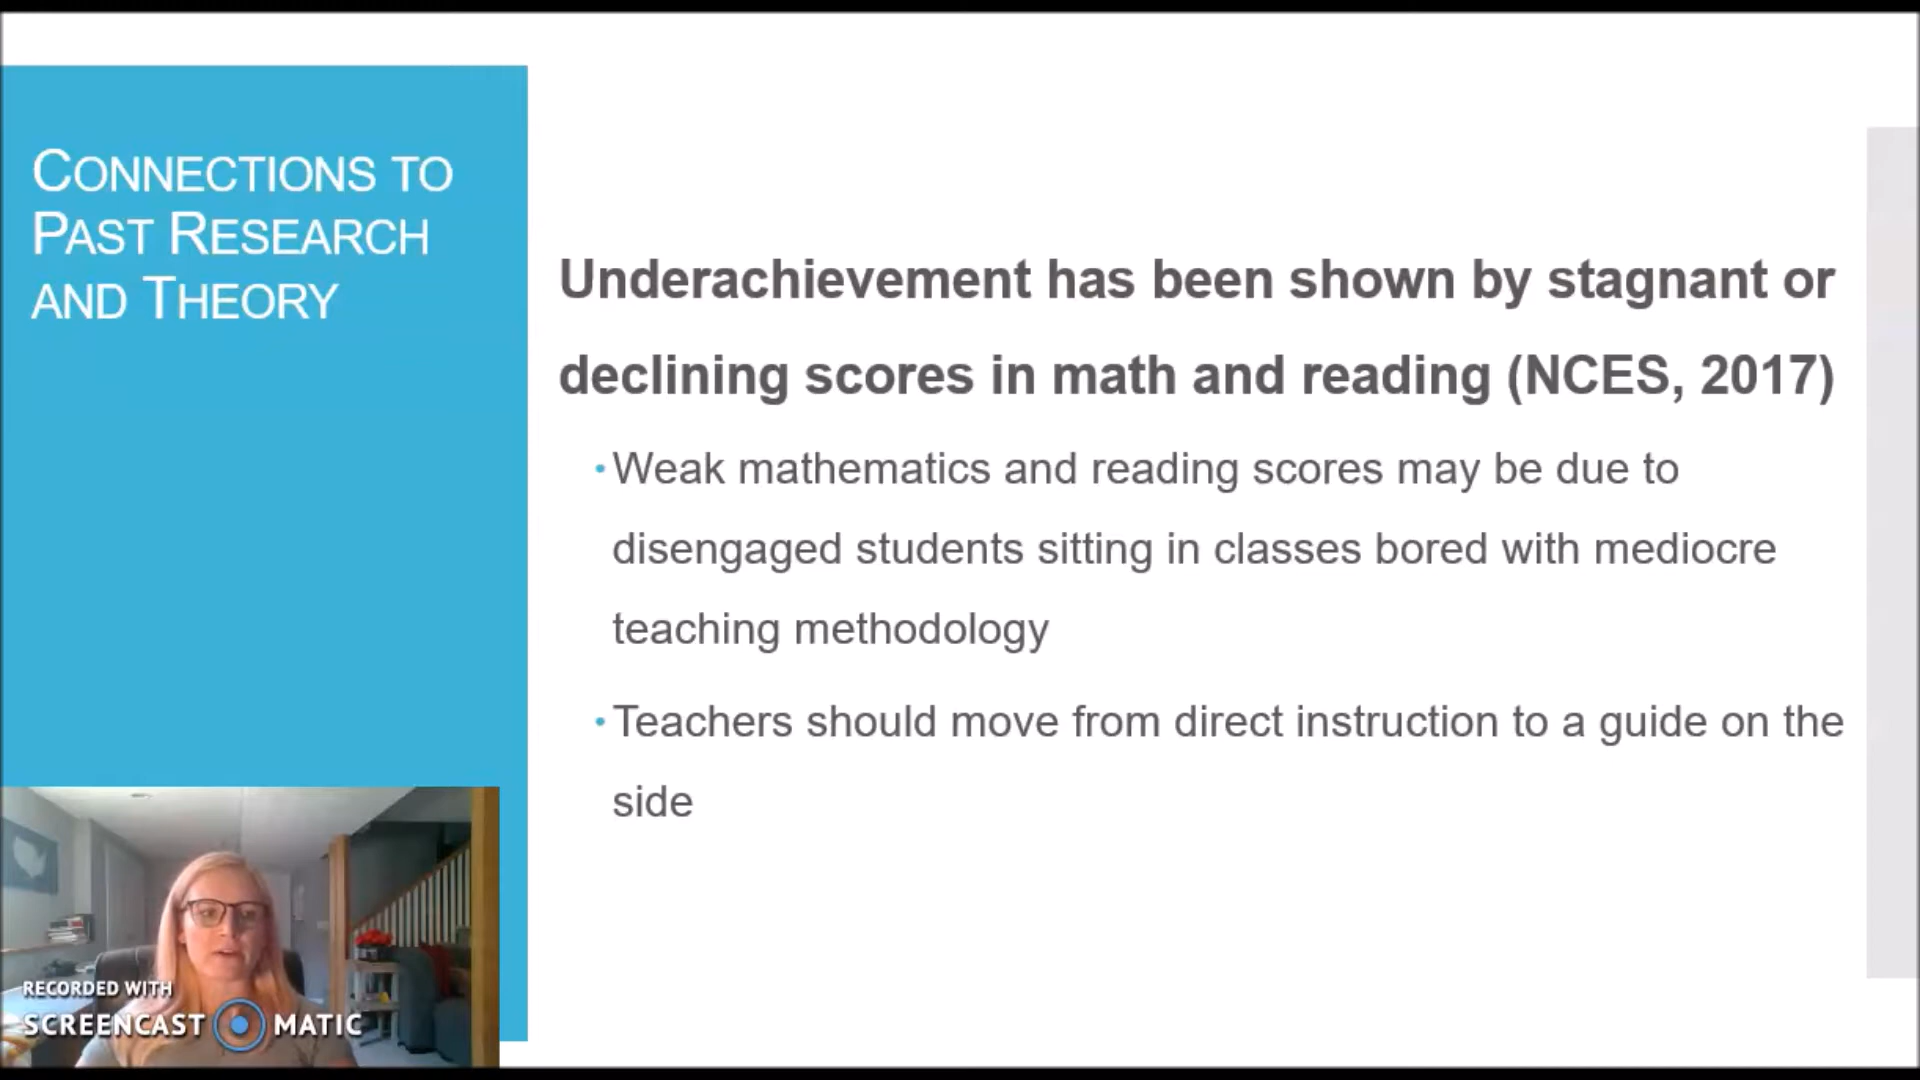 CONNECTIONS TO
PAST RESEARCH
AND THEORY
Underachievement has been shown by stagnant or
declining scores in math and reading (NCES, 2017)
•Weak mathematics and reading scores may be due to
disengaged students sitting in classes bored with mediocre
teaching methodology
•Teachers should move from direct instruction to a guide on the
side
RECORDED WITH
SCREENCAST MATIC